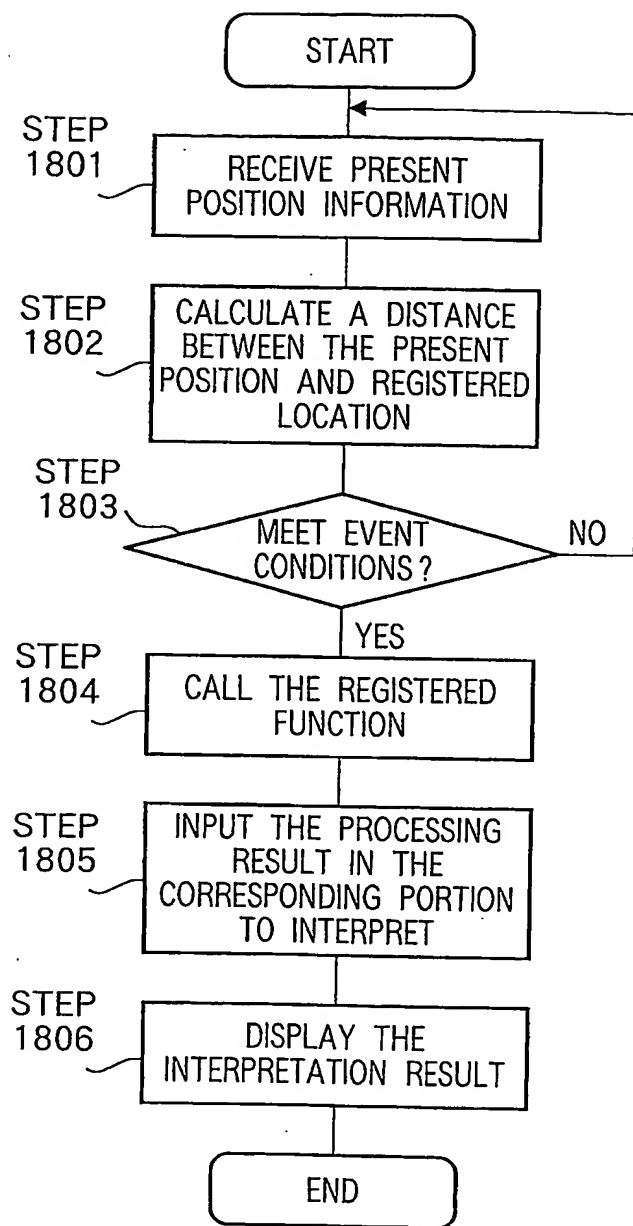 START
STEP
1801
RECEIVE PRESENT
POSITION INFORMATION
STEP
1802
CALCULATE A DISTANCE
BETWEEN THE PRESENT
POSITION AND REGISTERED
LOCATION
STEP
1803
MEET EVENT
CONDITIONS?
NO
YES
STEP
1804
CALL THE REGISTERED
FUNCTION
STEP
1805
INPUT THE PROCESSING
RESULT IN THE
CORRESPONDING PORTION
TO INTERPRET
STEP
1806
DISPLAY THE
INTERPRETATION RESULT
END